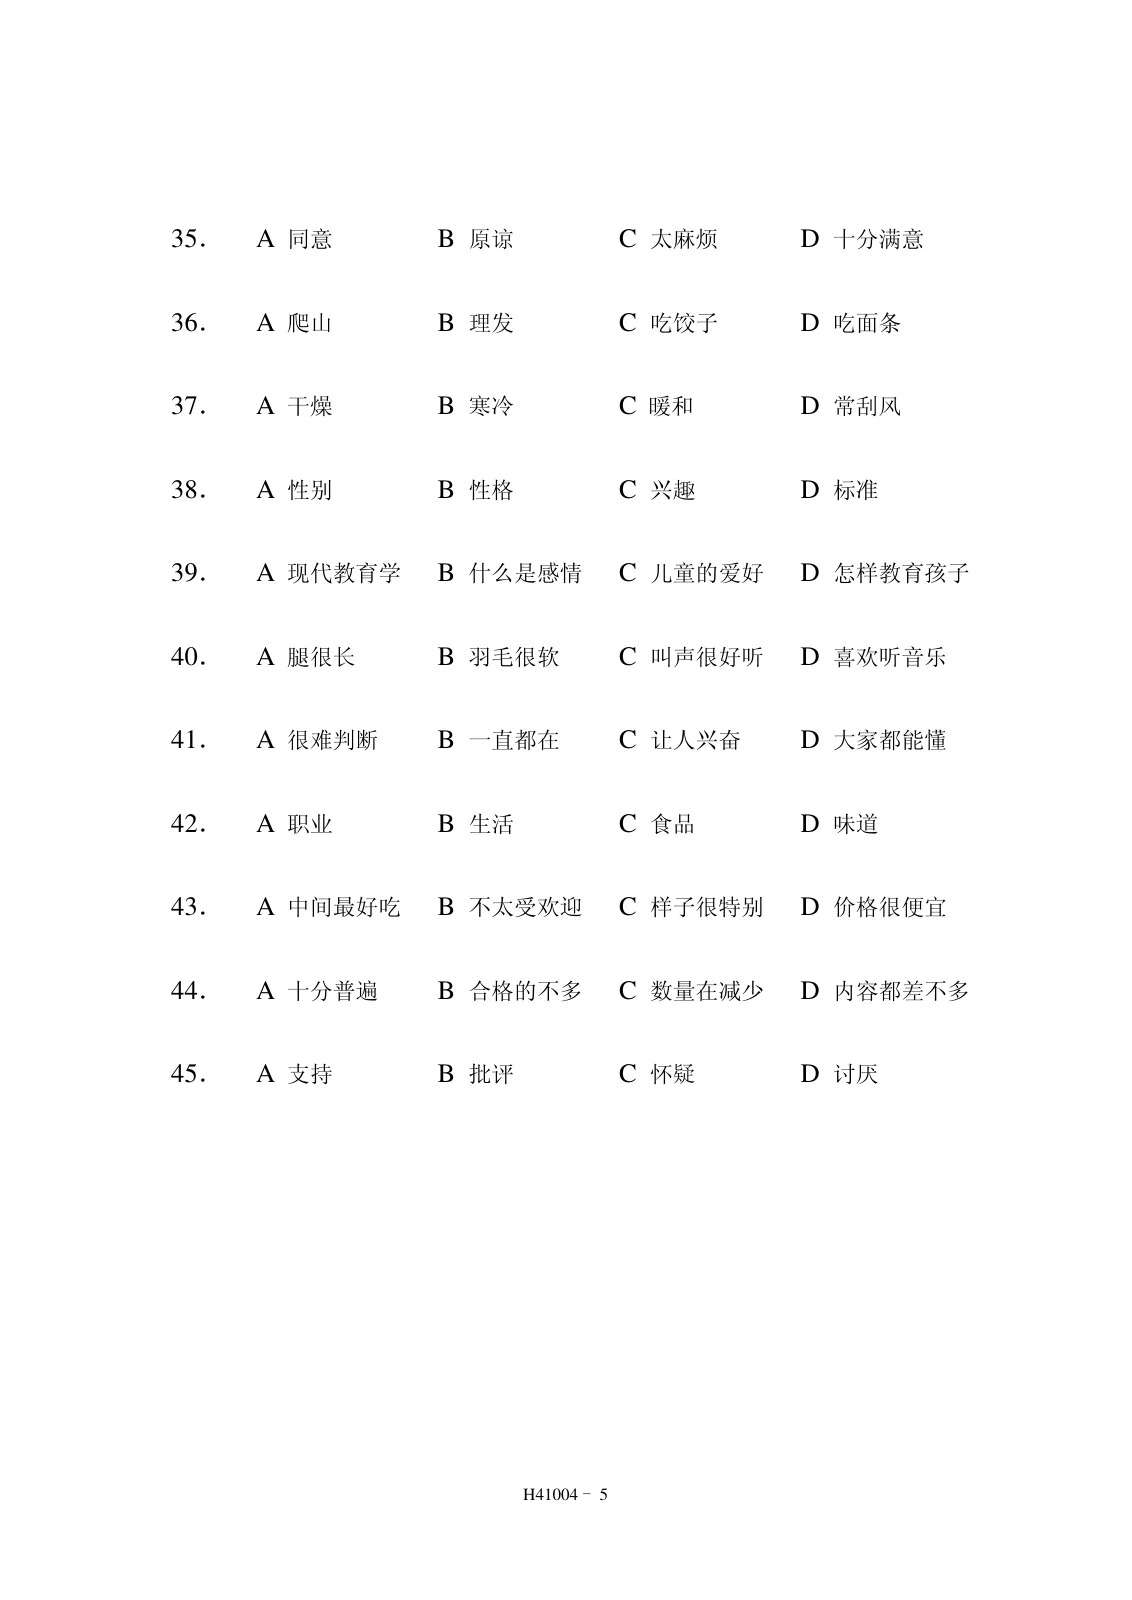 35． A 同意 B 原谅 C 太麻烦 D 十分满意
36． A 爬山 B 理发 C 吃饺子 D 吃面条
37． A 干燥 B 寒冷 C 暖和 D 常刮风
38． A 性别 B 性格 C 兴趣 D 标准
39． A 现代教育学 B 什么是感情 C 儿童的爱好 D 怎样教育孩子
40． A 腿很长 B 羽毛很软 C 叫声很好听 D 喜欢听音乐
41． A 很难判断 B 一直都在 C 让人兴奋 D 大家都能懂
42． A 职业 B 生活 C 食品 D 味道
43． A 中间最好吃 B 不太受欢迎 C 样子很特别 D 价格很便宜
44． A 十分普遍 B 合格的不多 C 数量在减少 D 内容都差不多
45． A 支持 B 批评 C 怀疑 D 讨厌
H41004－ 5